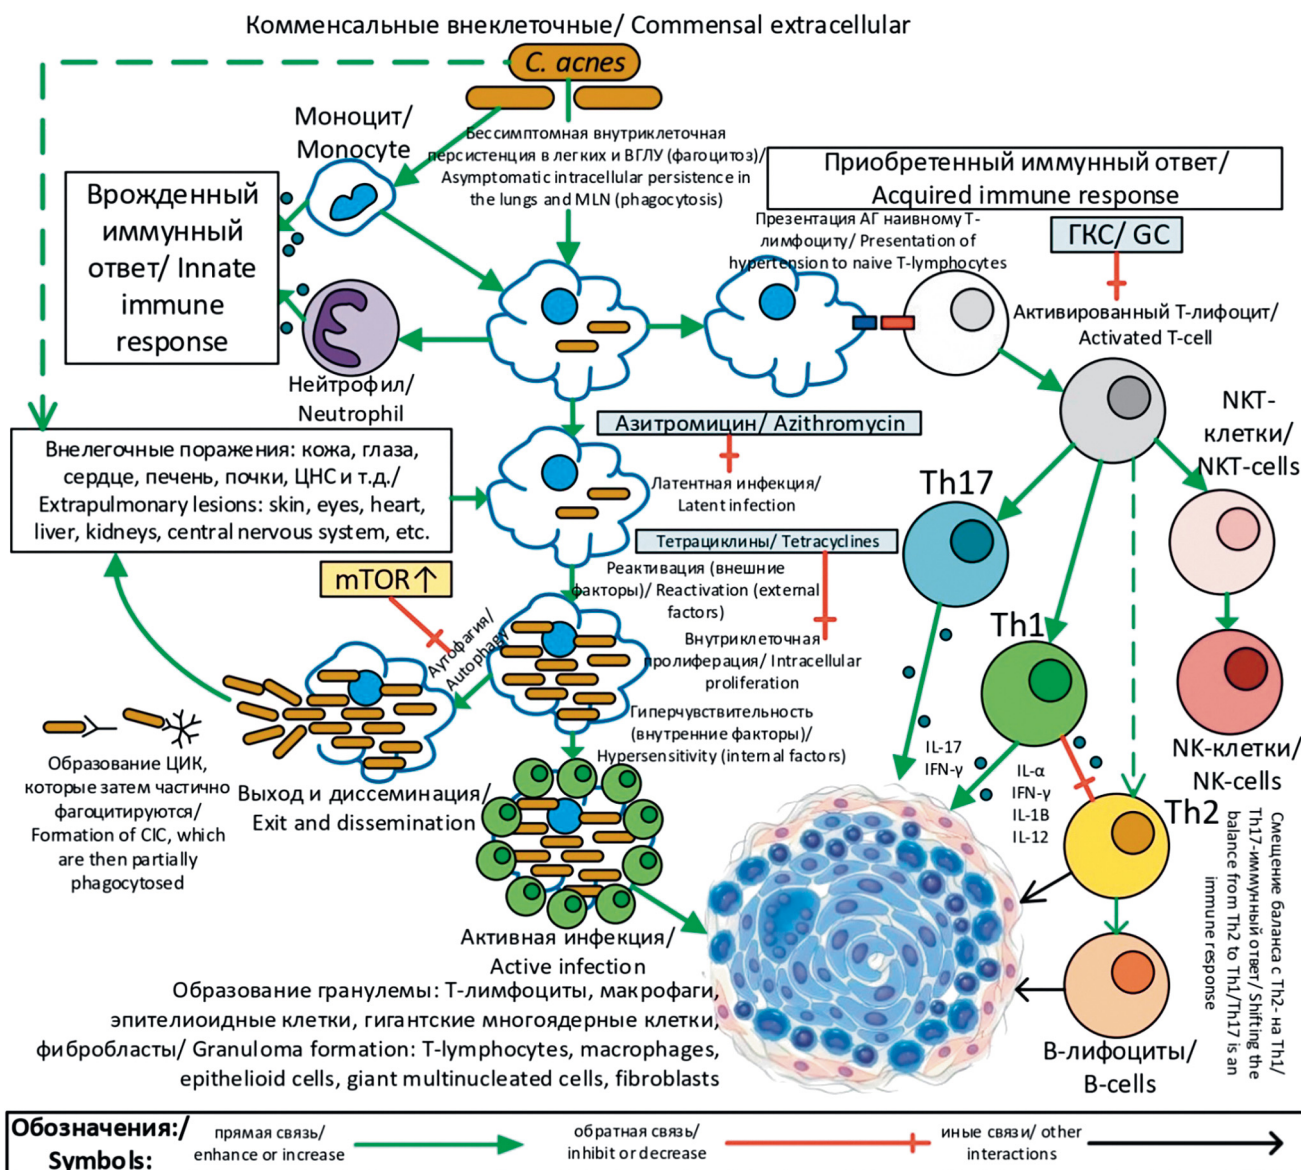 Комменсальные внеклеточные/ Commensal extracellular
C. acnes
Моноцит/
Monocyte
Бессимптомная внутриклеточная
персистенция в легких и ВГЛУ (фагоцитоз)/
Asymptomatic intracellular persistence in
the lungs and MLN (phagocytosis)
Приобретенный иммунный ответ/
Acquired immune response
Врожденный
иммунный
ответ/ Innate
immune
response
Презентация АГ наивному Т-
лимфоциту/ Presentation of
hypertension to naive T-lymphocytes
ГКС/ GC
Активированный Т-лифоцит/
Activated T-cell
Нейтрофил/
Neutrophil
NKT-
клетки/
NKT-cells
Внелегочные поражения: кожа, глаза,
сердце, печень, почки, ЦНС и т.д./
Extrapulmonary lesions: skin, eyes, heart,
liver, kidneys, central nervous system, etc.
Азитромицин/ Azithromycin
Латентная инфекция/
Latent infection
Th17
Тетрациклины/ Tetracyclines
Реактивация (внешние
факторы)/ Reactivation (external
factors)
mTOR↑
Аутофагия/
Autophagy
Внутриклеточная
пролиферация/ Intracellular
proliferation
Th1
Гиперчувствительность
(внутренние факторы)/
Hypersensitivity (internal factors)
NK-клетки/
NK-cells
Образование ЦИК,
которые затем частично
фагоцитируются/
Formation of CIC, which
are then partially
phagocytosed
Выход и диссеминация/
Exit and dissemination
IL-17
IFN-γ
IL-α
IFN-γ
IL-1B
IL-12
Th2
Смещение баланса с Th2- на Th1/
Th17-иммунный ответ/ Shifting the
balance from Th2 to Th1/Th17 is an
immune response
Активная инфекция/
Active infection
Образование гранулемы: Т-лимфоциты, макрофаги,
эпителиоидные клетки, гигантские многоядерные клетки,
фибробласты/ Granuloma formation: T-lymphocytes, macrophages,
epithelioid cells, giant multinucleated cells, fibroblasts
В-лифоциты/
B-cells
Обозначения:/
Symbols:
прямая связь/
enhance or increase
обратная связь/
inhibit or decrease
иные связи/ other
interactions